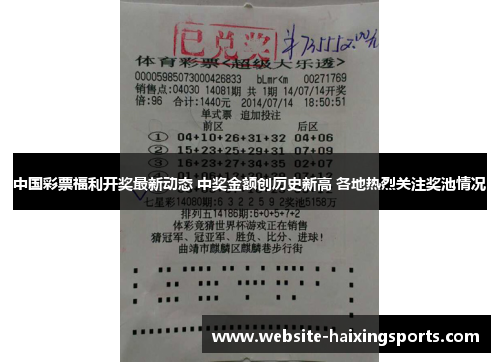 已兑奖 ￥735552.00元
体育彩票<超级大乐透>
00005985073000426833 bLmr<m 00271769
销售点:04030 14081期 共 1期 14/07/14开奖
倍:96 合计:1440元 2014/07/14 18:50:51
单式票 追加投注
前区 后区
① 04+10+26+31+32 04+06
② 15+23+25+29+31 07+09
③ 16+23+27+34+35 02+07
中国彩票福利开奖最新动态 中奖金额创历史新高 各地热烈关注奖池情况
七星彩14080期:6 3 2 2 5 9 2奖池5158万
排列五14186期:6+0+5+7+2
体彩竞猜世界杯游戏正在销售
猜冠军、冠亚军、胜负、比分、进球!
曲靖市麒麟区麒麟巷步行街
www.website-haixingsports.com